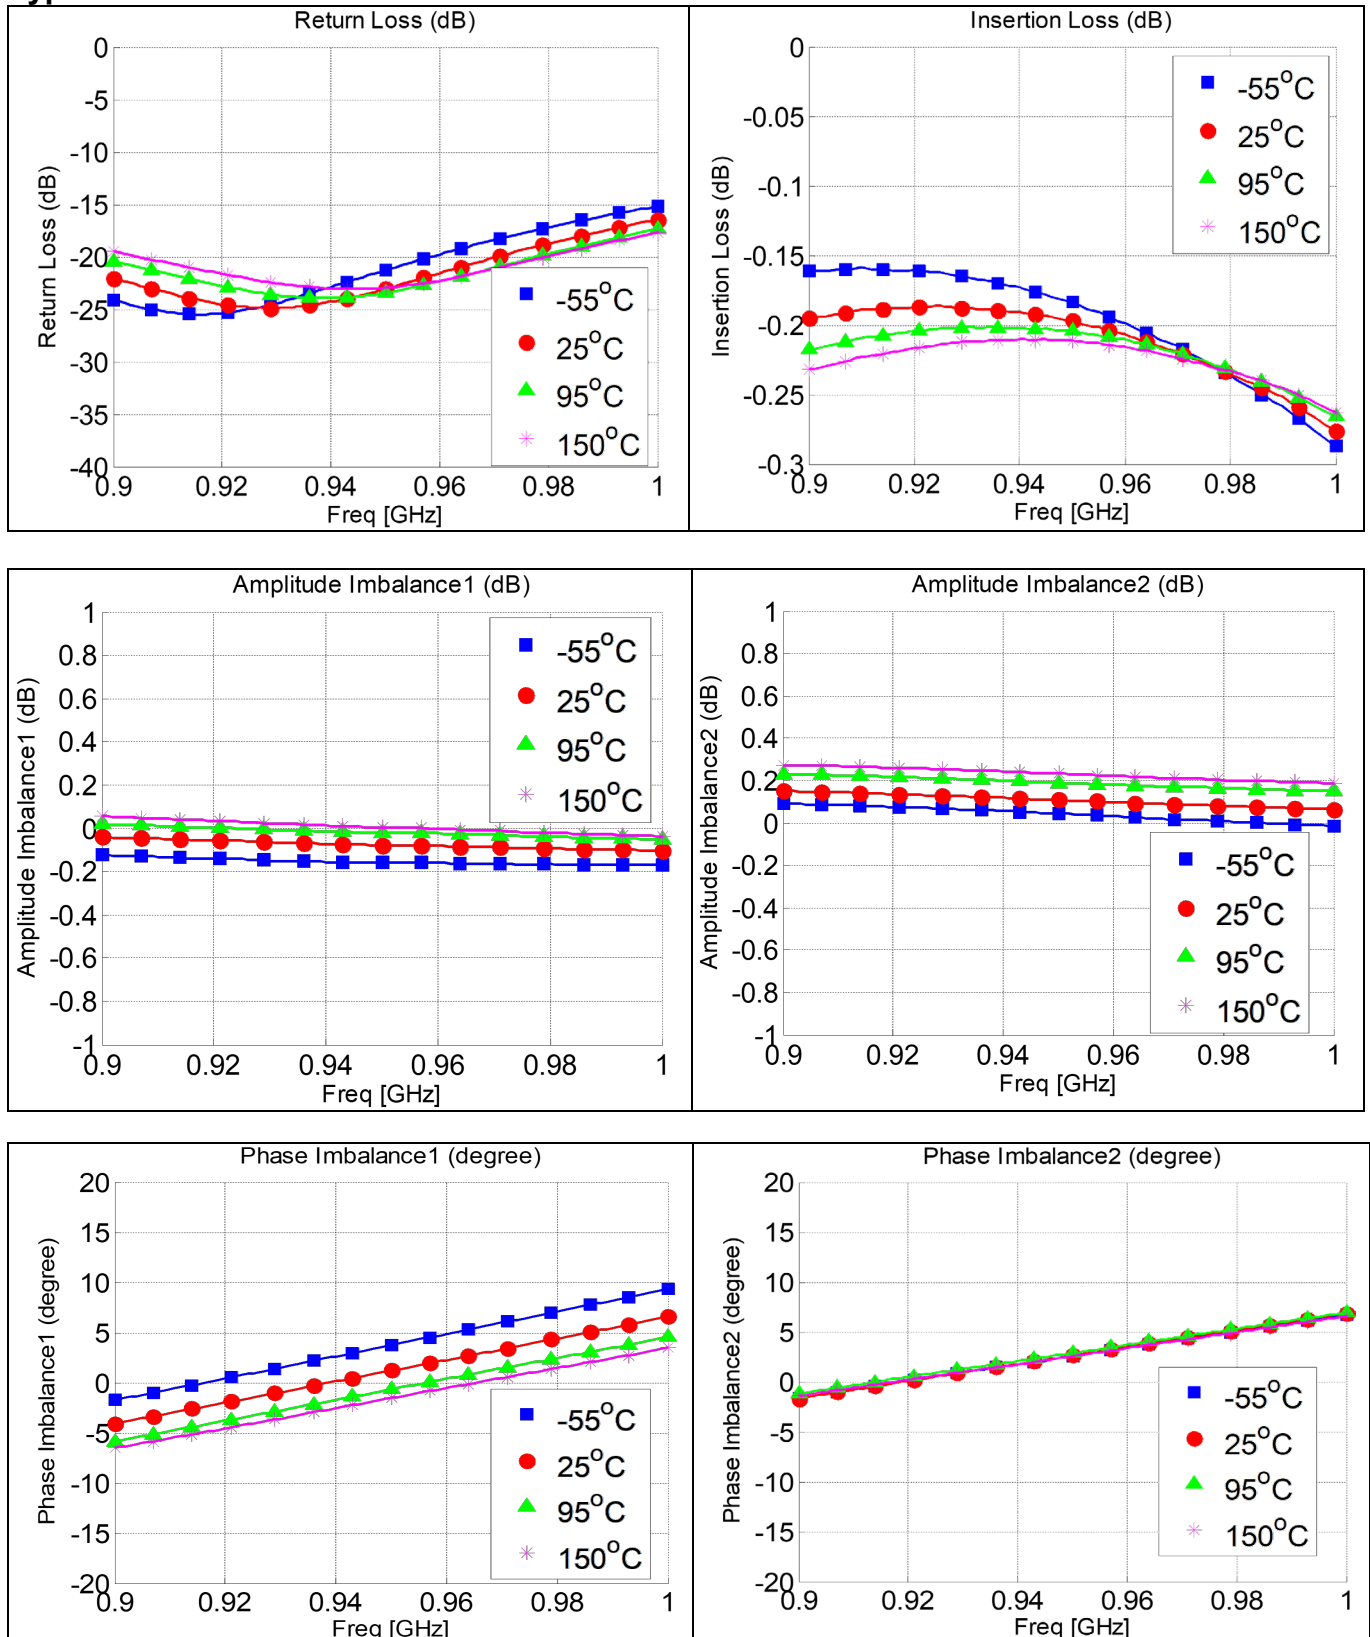 Return Loss (dB)
0
-5
-10
-15
-20
-25
-30
-35
-40
0.9 0.92 0.94 0.96 0.98 1
Freq [GHz]
Return Loss (dB)
-55°C
25°C
95°C
150°C
Insertion Loss (dB)
0
-0.05
-0.1
-0.15
-0.2
-0.25
-0.3
0.9 0.92 0.94 0.96 0.98 1
Freq [GHz]
Insertion Loss (dB)
-55°C
25°C
95°C
150°C
Amplitude Imbalance1 (dB)
1
0.8
0.6
0.4
0.2
0
-0.2
-0.4
-0.6
-0.8
-1
0.9 0.92 0.94 0.96 0.98 1
Freq [GHz]
Amplitude Imbalance1 (dB)
-55°C
25°C
95°C
150°C
Amplitude Imbalance2 (dB)
1
0.8
0.6
0.4
0.2
0
-0.2
-0.4
-0.6
-0.8
-1
0.9 0.92 0.94 0.96 0.98 1
Freq [GHz]
Amplitude Imbalance2 (dB)
-55°C
25°C
95°C
150°C
Phase Imbalance1 (degree)
20
15
10
5
0
-5
-10
-15
-20
0.9 0.92 0.94 0.96 0.98 1
Freq [GHz]
Phase Imbalance1 (degree)
-55°C
25°C
95°C
150°C
Phase Imbalance2 (degree)
20
15
10
5
0
-5
-10
-15
-20
0.9 0.92 0.94 0.96 0.98 1
Freq [GHz]
Phase Imbalance2 (degree)
-55°C
25°C
95°C
150°C